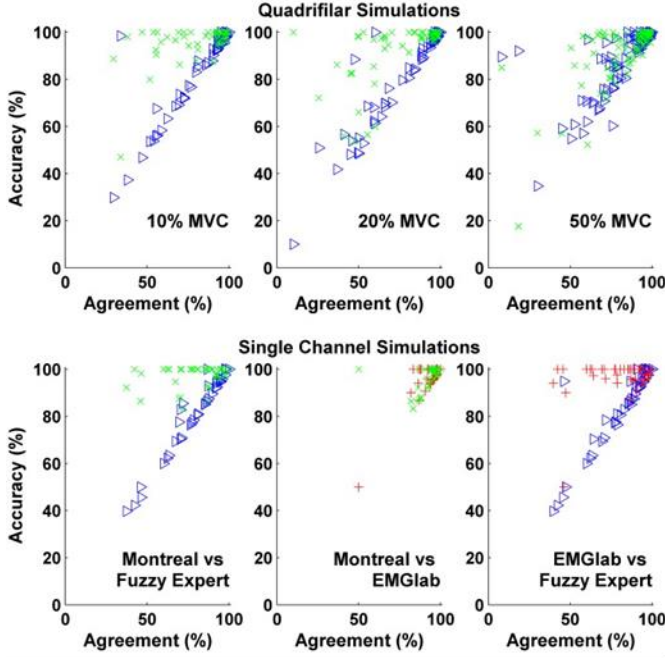 Quadrifilar Simulations
Accuracy (%)
100
80
60
40
20
0
10% MVC
0 50 100
Agreement (%)
100
80
60
40
20
0
20% MVC
0 50 100
Agreement (%)
100
80
60
40
20
0
50% MVC
0 50 100
Agreement (%)
Single Channel Simulations
Accuracy (%)
100
80
60
40
20
0
Montreal vs
Fuzzy Expert
0 50 100
Agreement (%)
100
80
60
40
20
0
Montreal vs
EMGlab
0 50 100
Agreement (%)
100
80
60
40
20
0
EMGlab vs
Fuzzy Expert
0 50 100
Agreement (%)